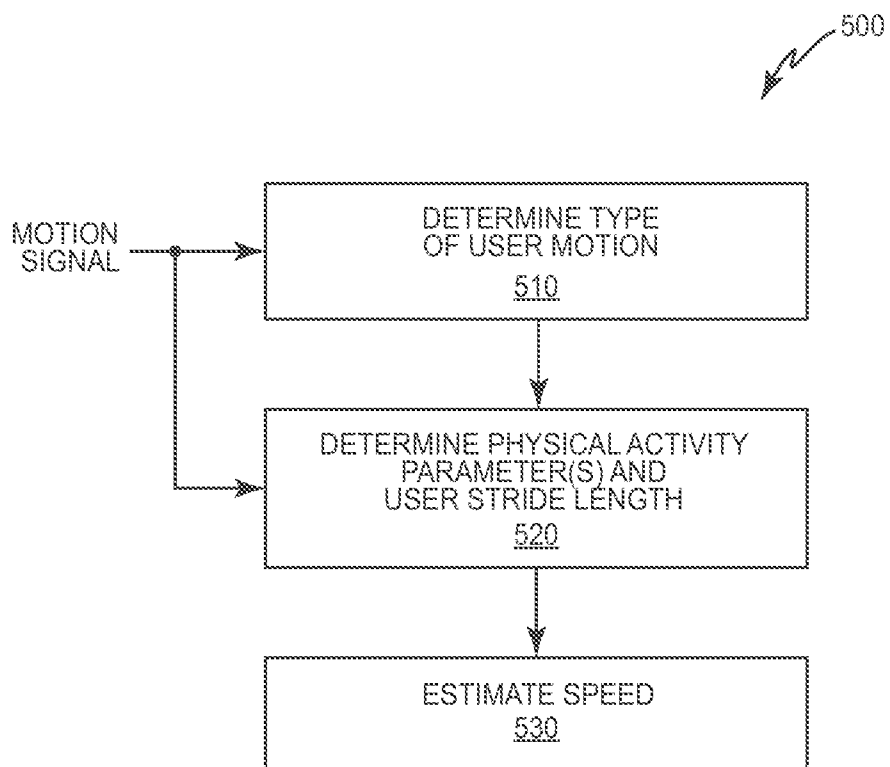 500
MOTION
SIGNAL
DETERMINE TYPE
OF USER MOTION
510
DETERMINE PHYSICAL ACTIVITY
PARAMETER(S) AND
USER STRIDE LENGTH
520
ESTIMATE SPEED
530